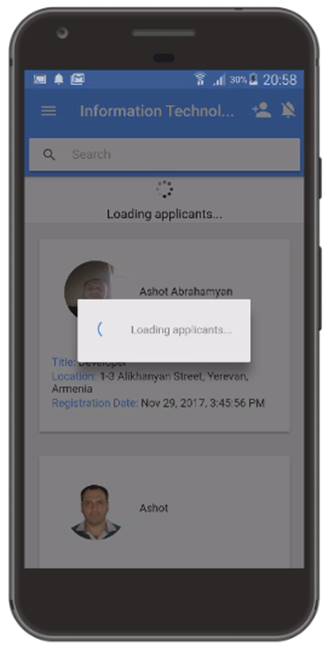 30% 20:58
Information Technol...
Search
Loading applicants...
Ashot Abrahamyan
Loading applicants...
Title: Developer
Location: 1-3 Alikhanyan Street, Yerevan,
Armenia
Registration Date: Nov 29, 2017, 3:45:56 PM
Ashot